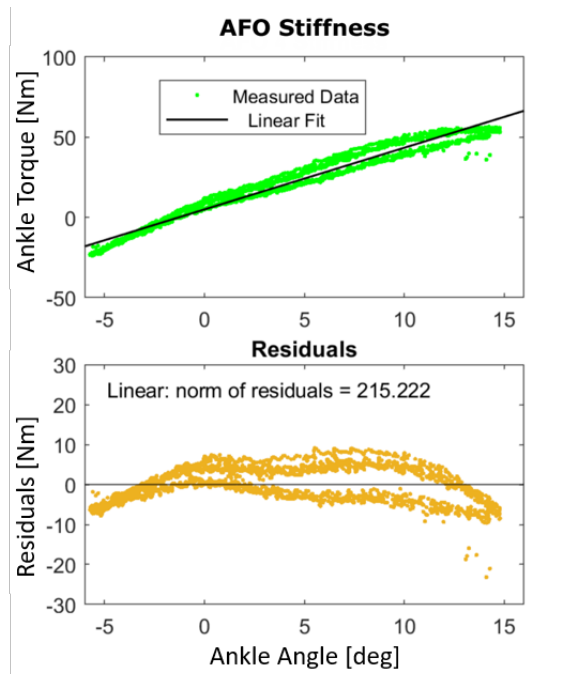 AFO Stiffness
100
50
0
-50
Ankle Torque [Nm]
Measured Data
Linear Fit
-5 0 5 10 15
Residuals
30
20
10
0
-10
-20
-30
Residuals [Nm]
Linear: norm of residuals = 215.222
-5 0 5 10 15
Ankle Angle [deg]